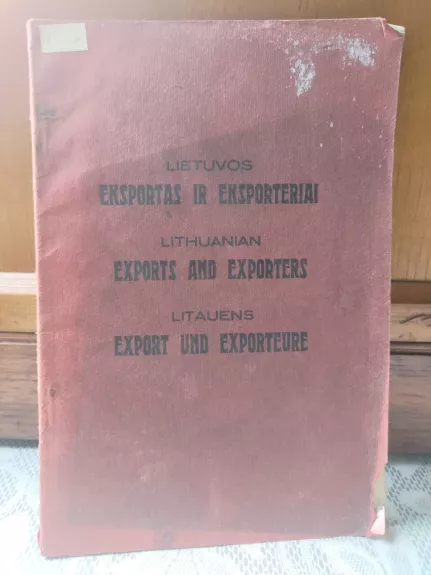 LIETUVOS
EKSPORTAS IR EKSPORTERIAI
LITHUANIAN
EXPORTS AND EXPORTERS
LITAUENS
EXPORT UND EXPORTEURE